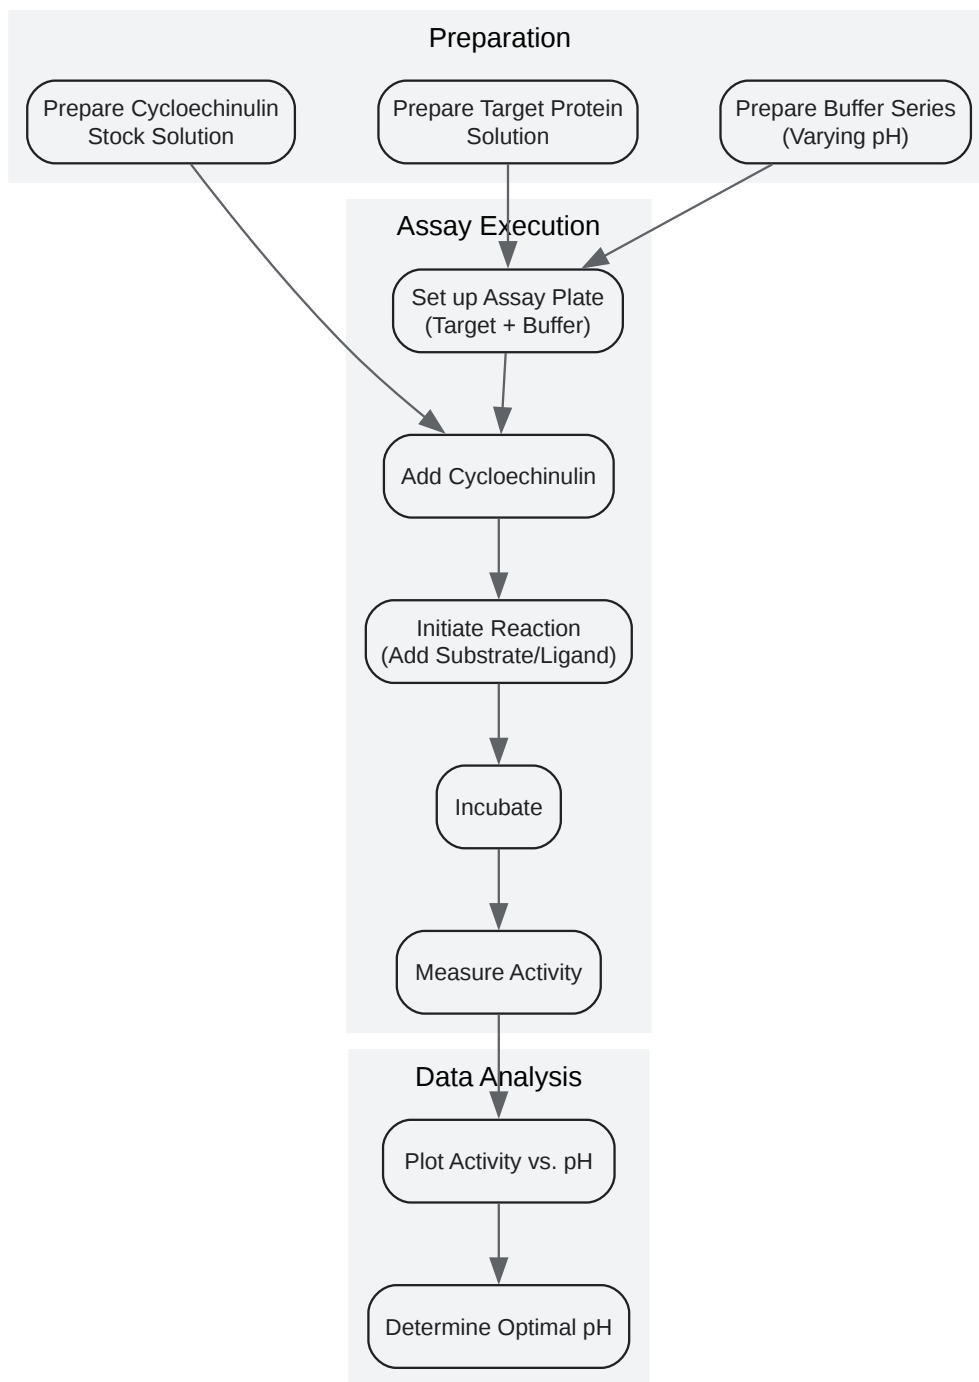 Preparation
Prepare Cycloechinulin
Stock Solution
Prepare Target Protein
Solution
Prepare Buffer Series
(Varying pH)
Assay Execution
Set up Assay Plate
(Target + Buffer)
Add Cycloechinulin
Initiate Reaction
(Add Substrate/Ligand)
Incubate
Measure Activity
Data Analysis
Plot Activity vs. pH
Determine Optimal pH